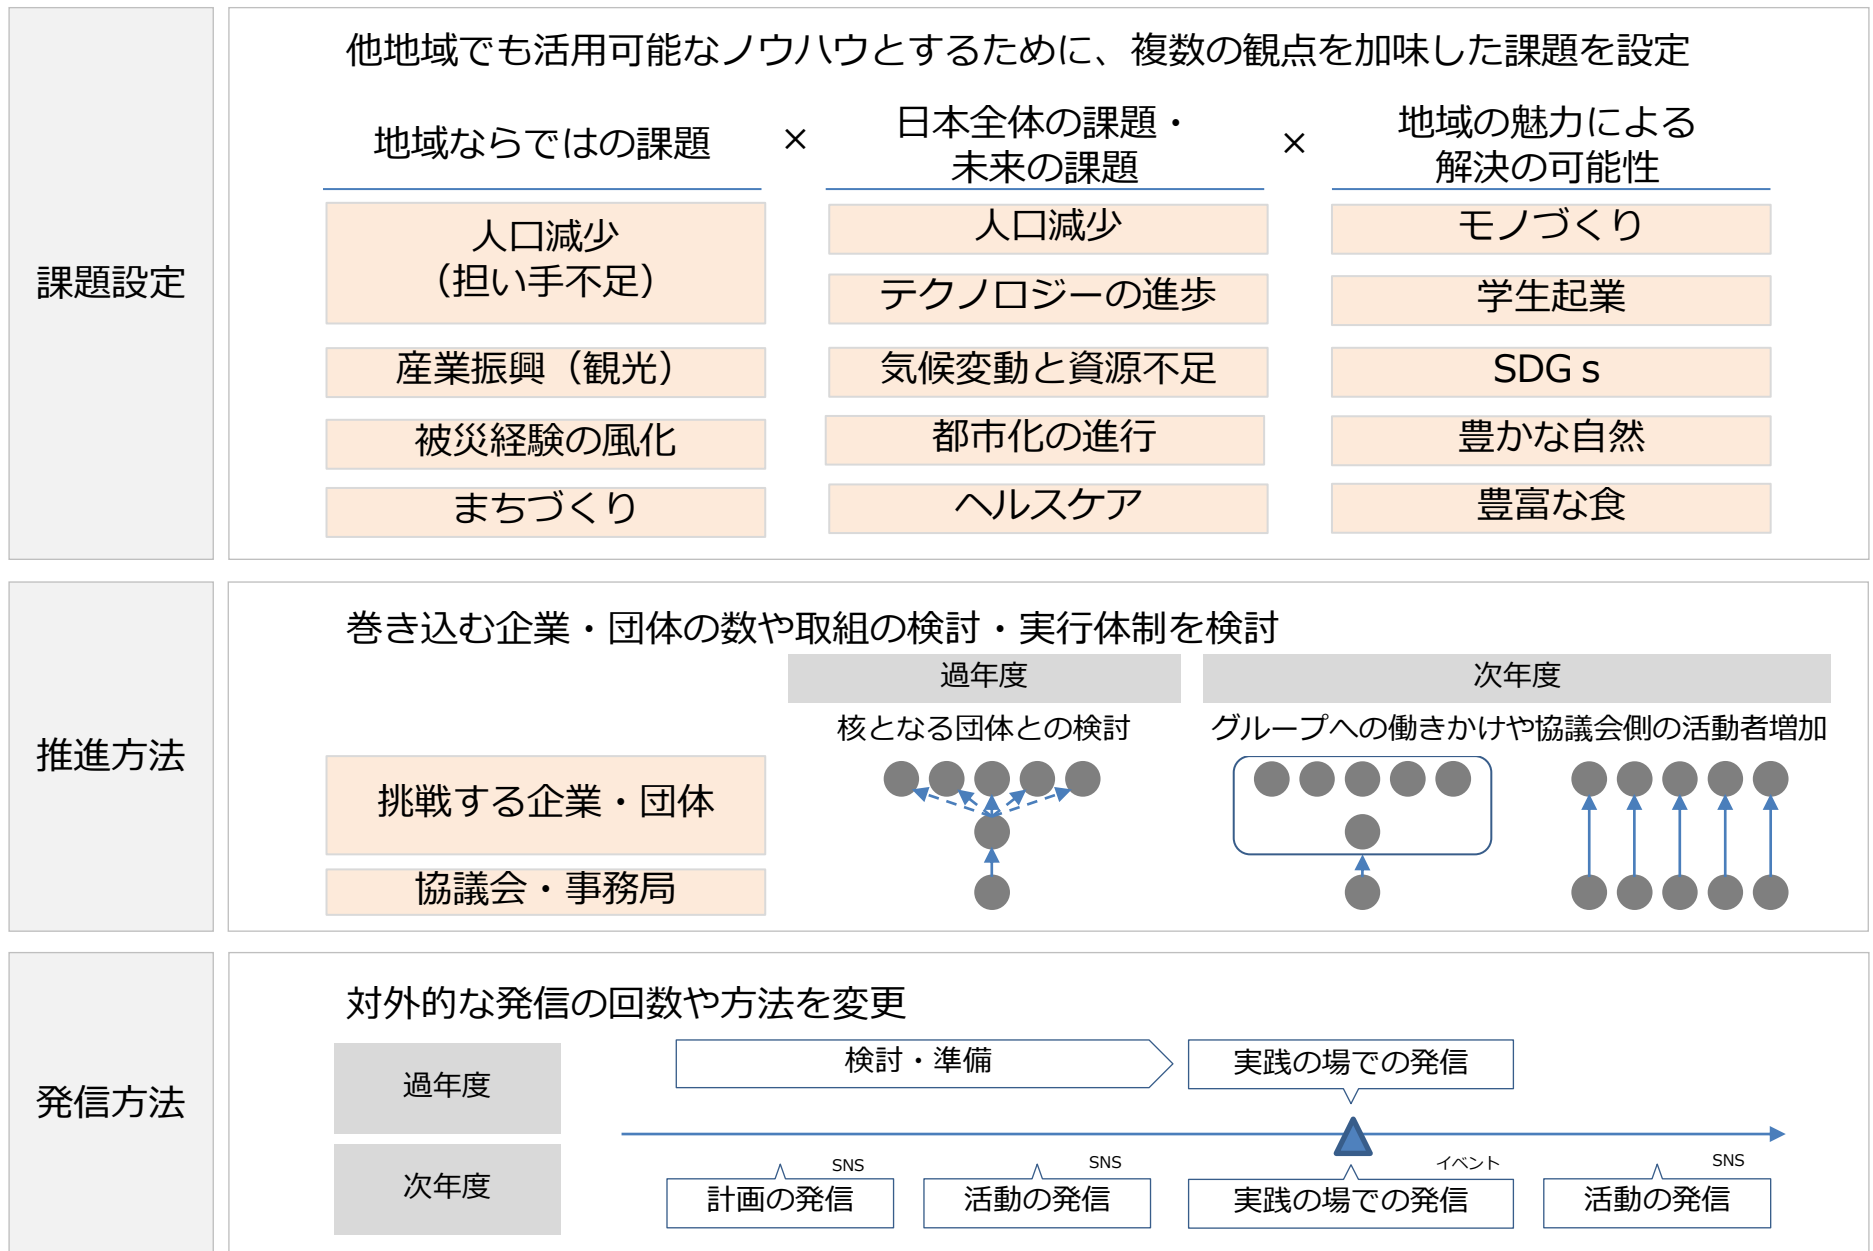 課題設定
他地域でも活用可能なノウハウとするために、複数の観点を加味した課題を設定
地域ならではの課題
×
日本全体の課題・
未来の課題
×
地域の魅力による
解決の可能性
人口減少
（担い手不足）
産業振興（観光）
被災経験の風化
まちづくり
人口減少
テクノロジーの進歩
気候変動と資源不足
都市化の進行
ヘルスケア
モノづくり
学生起業
SDGｓ
豊かな自然
豊富な食
推進方法
巻き込む企業・団体の数や取組の検討・実行体制を検討
過年度
次年度
核となる団体との検討
グループへの働きかけや協議会側の活動者増加
挑戦する企業・団体
協議会・事務局
発信方法
対外的な発信の回数や方法を変更
過年度
検討・準備
実践の場での発信
次年度
SNS
計画の発信
SNS
活動の発信
イベント
実践の場での発信
SNS
活動の発信